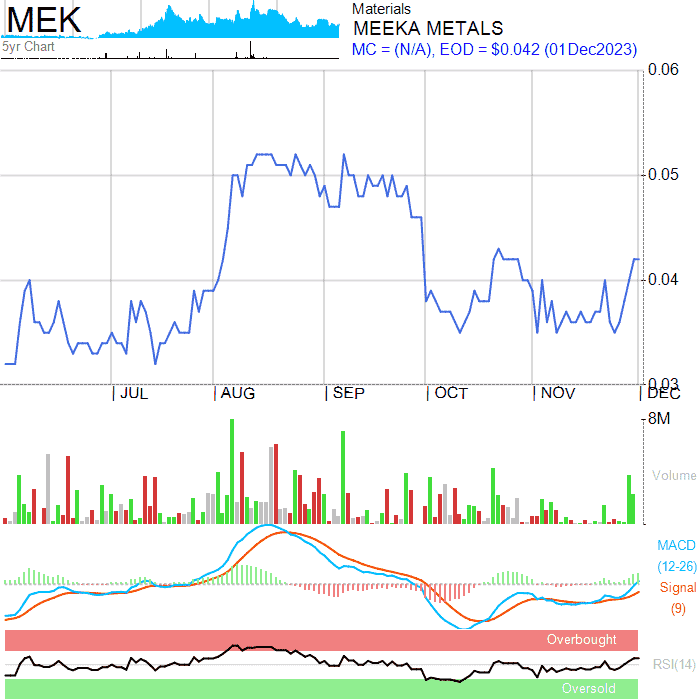 MEK
Materials
MEEKA METALS
5yr Chart
MC = (N/A), EOD = $0.042 (01Dec2023)
0.06
0.05
0.04
0.03
JUL
AUG
SEP
OCT
NOV
DEC
8M
Volume
MACD
(12-26)
Signal
(9)
Overbought
RSI(14)
Oversold